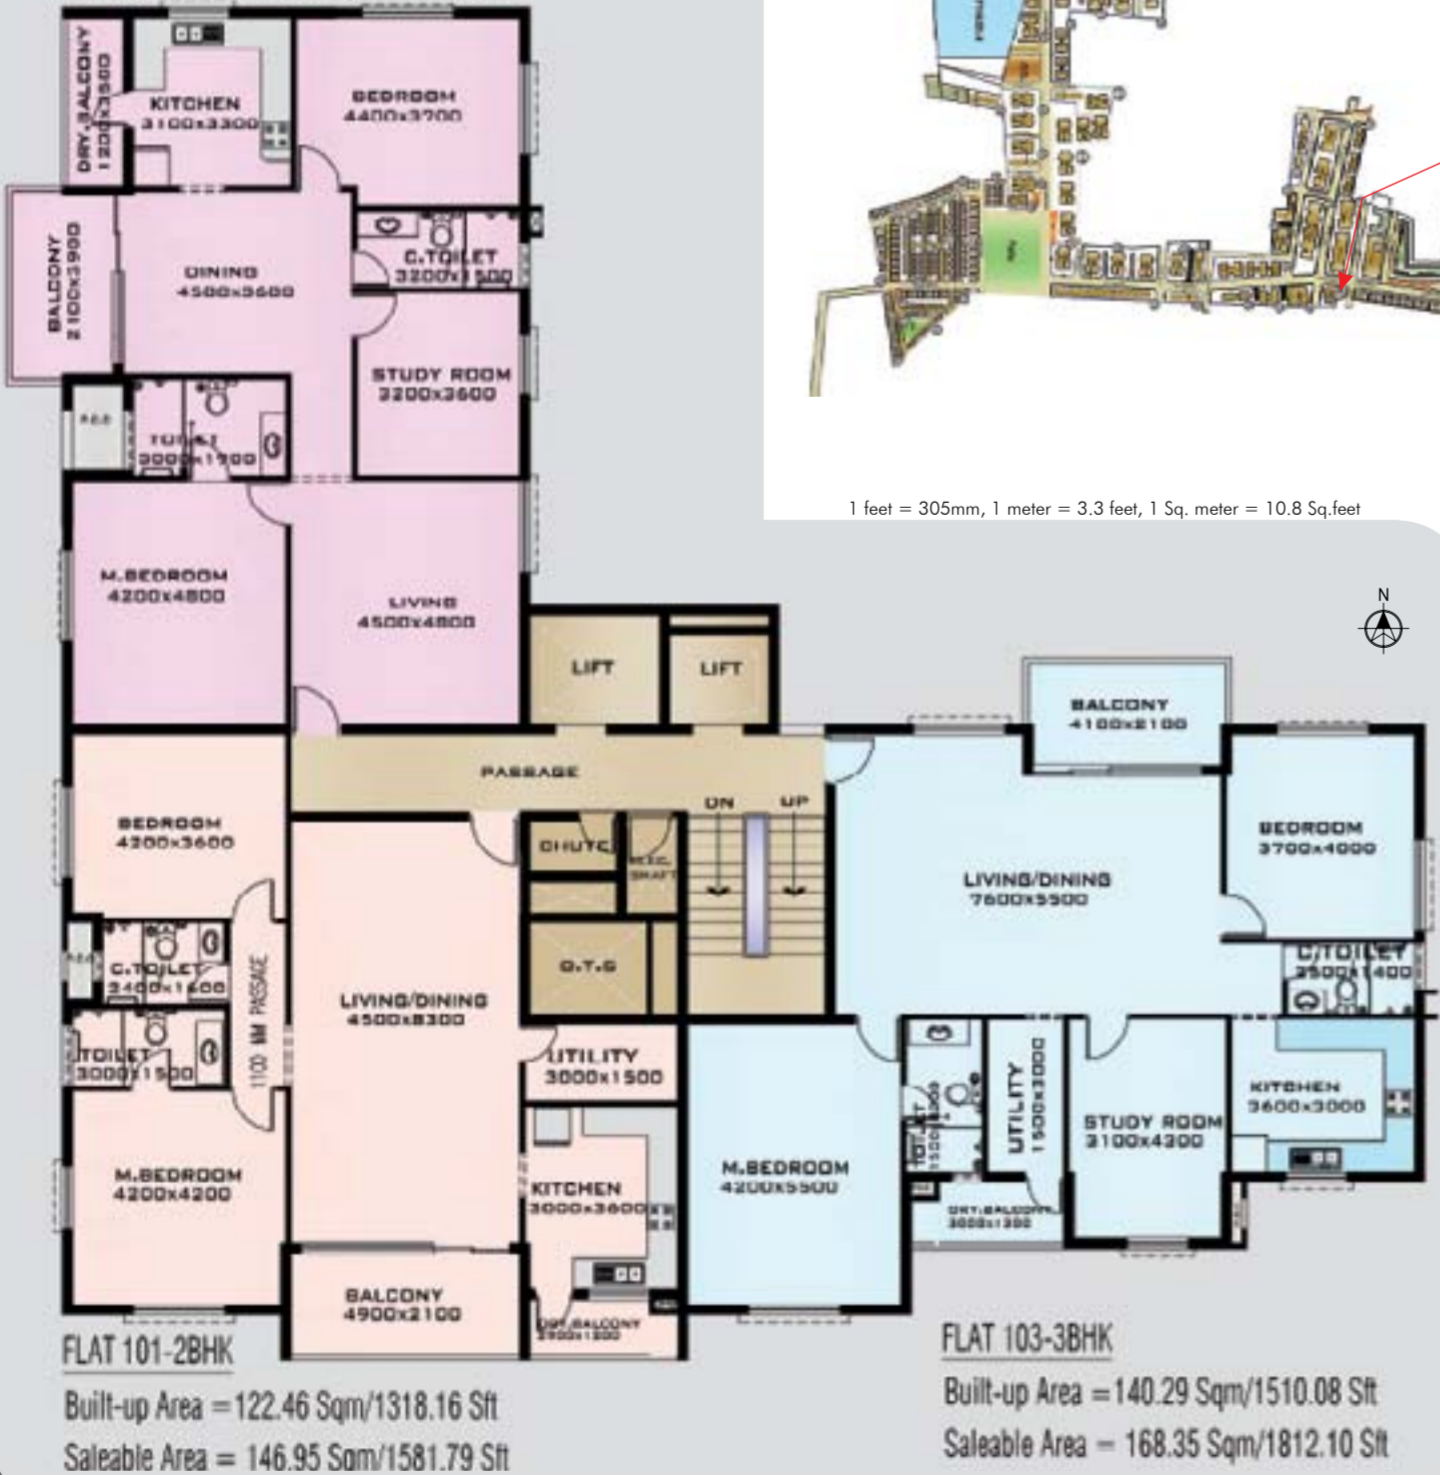 KITCHEN
3100x3300
DRY.BALCONY
1200x3500
BEDROOM
4400x3700
BALCONY
2100x3900
DINING
4500x3600
C.TOILET
3200x1500
STUDY ROOM
3200x3600
TOILET
M.BEDROOM
4200x4800
LIVING
4500x4800
1 feet = 305mm, 1 meter = 3.3 feet, 1 Sq. meter = 10.8 Sq.feet
N
LIFT
LIFT
PASSAGE
DN
UP
CHUTE
ELEC.
SHAFT
O.T.S
BEDROOM
4200x3600
C.TOILET
2400x1600
1100 MM PASSAGE
TOILET
3000x1500
M.BEDROOM
4200x4200
LIVING/DINING
4500x8300
UTILITY
3000x1500
KITCHEN
3000x3600
BALCONY
4900x2100
DRY.BALCONY
BALCONY
4100x2100
BEDROOM
3700x4000
LIVING/DINING
7600x5500
C.TOILET
2500x1400
M.BEDROOM
4200x5500
TOILET
UTILITY
1500x3000
STUDY ROOM
3100x4300
KITCHEN
3600x3000
DRY.BALCONY
3000x1300
FLAT 101-2BHK
Built-up Area =122.46 Sqm/1318.16 Sft
Saleable Area = 146.95 Sqm/1581.79 Sft
FLAT 103-3BHK
Built-up Area =140.29 Sqm/1510.08 Sft
Saleable Area = 168.35 Sqm/1812.10 Sft